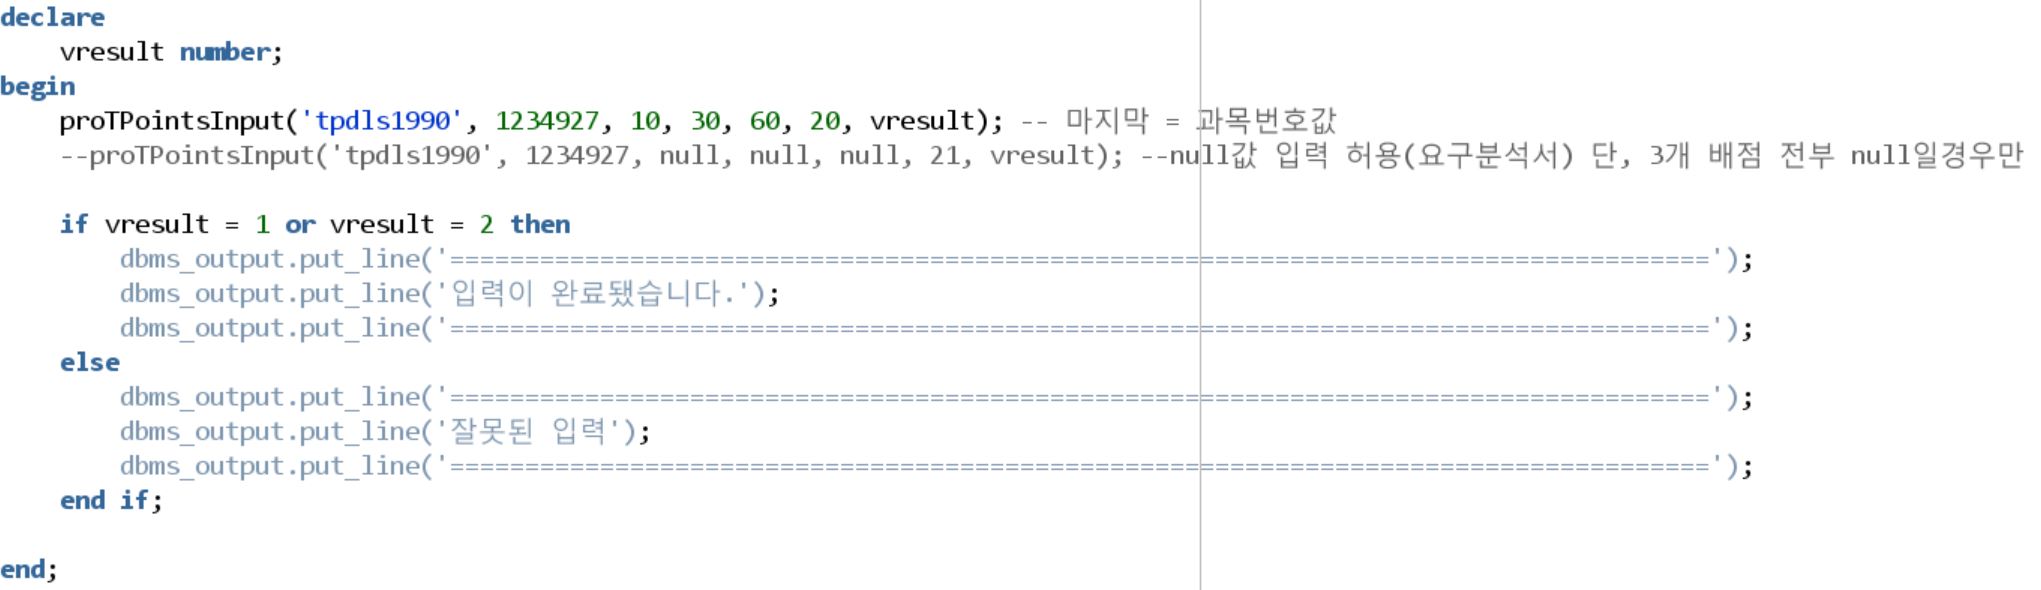 declare
    vresult number;
begin
    proTPointsInput('tpdls1990', 1234927, 10, 30, 60, 20, vresult); -- 마지막 = 과목번호값
    --proTPointsInput('tpdls1990', 1234927, null, null, null, 21, vresult); --null값 입력 허용(요구분석서) 단, 3개 배점 전부 null일경우만
    if vresult = 1 or vresult = 2 then
        dbms_output.put_line('====================================================================================');
        dbms_output.put_line('입력이 완료됐습니다.');
        dbms_output.put_line('====================================================================================');
    else
        dbms_output.put_line('====================================================================================');
        dbms_output.put_line('잘못된 입력');
        dbms_output.put_line('====================================================================================');
    end if;
end;